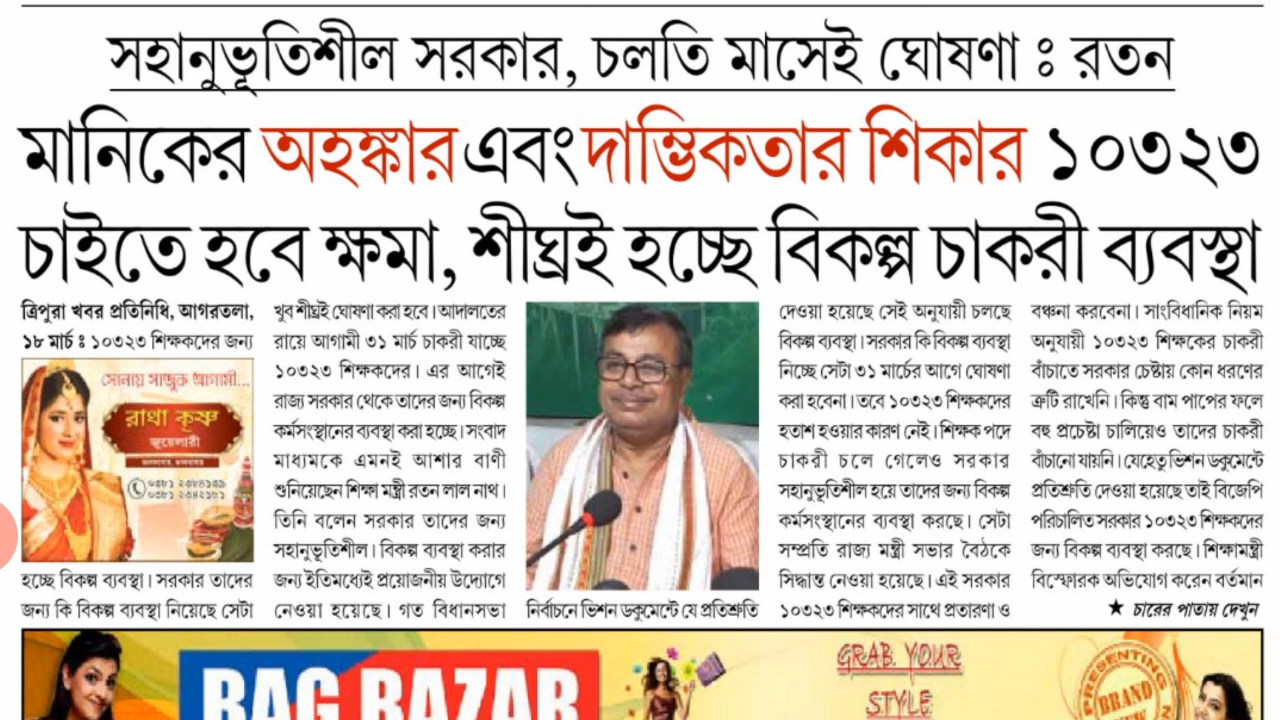 সহানুভূতিশীল সরকার, চলতি মাসেই ঘোষণা ঃ রতন
মানিকের অহঙ্কার এবং দাম্ভিকতার শিকার ১০৩২৩
চাইতে হবে ক্ষমা, শীঘ্রই হচ্ছে বিকল্প চাকরী ব্যবস্থা
ত্রিপুরা খবর প্রতিনিধি, আগরতলা,
১৮ মার্চ ঃ ১০৩২৩ শিক্ষকদের জন্য
সোনায় সাজুক আগামী...
রাধা কৃষ্ণ
জুয়েলারী
০৩৮১ ২৩৮৪১৩৯
০৩৮১ ২৩৪২১৮১
হচ্ছে বিকল্প ব্যবস্থা। সরকার তাদের
জন্য কি বিকল্প ব্যবস্থা নিয়েছে সেটা
খুব শীঘ্রই ঘোষণা করা হবে। আদালতের
রায়ে আগামী ৩১ মার্চ চাকরী যাচ্ছে
১০৩২৩ শিক্ষকদের। এর আগেই
রাজ্য সরকার থেকে তাদের জন্য বিকল্প
কর্মসংস্থানের ব্যবস্থা করা হচ্ছে। সংবাদ
মাধ্যমকে এমনই আশার বাণী
শুনিয়েছেন শিক্ষা মন্ত্রী রতন লাল নাথ।
তিনি বলেন সরকার তাদের জন্য
সহানুভূতিশীল। বিকল্প ব্যবস্থা করার
জন্য ইতিমধ্যেই প্রয়োজনীয় উদ্যোগে
নেওয়া হয়েছে। গত বিধানসভা
নির্বাচনে ভিশন ডকুমেন্টে যে প্রতিশ্রুতি
দেওয়া হয়েছে সেই অনুযায়ী চলছে
বিকল্প ব্যবস্থা। সরকার কি বিকল্প ব্যবস্থা
নিচ্ছে সেটা ৩১ মার্চের আগে ঘোষণা
করা হবেনা। তবে ১০৩২৩ শিক্ষকদের
হতাশ হওয়ার কারণ নেই। শিক্ষক পদে
চাকরী চলে গেলেও সরকার
সহানুভূতিশীল হয়ে তাদের জন্য বিকল্প
কর্মসংস্থানের ব্যবস্থা করছে। সেটা
সম্প্রতি রাজ্য মন্ত্রী সভার বৈঠকে
সিদ্ধান্ত নেওয়া হয়েছে। এই সরকার
১০৩২৩ শিক্ষকদের সাথে প্রতারণা ও
বঞ্চনা করবেনা। সাংবিধানিক নিয়ম
অনুযায়ী ১০৩২৩ শিক্ষকের চাকরী
বাঁচাতে সরকার চেষ্টায় কোন ধরণের
ত্রুটি রাখেনি। কিন্তু বাম পাপের ফলে
বহু প্রচেষ্টা চালিয়েও তাদের চাকরী
বাঁচানো যায়নি। যেহেতু ভিশন ডকুমেন্টে
প্রতিশ্রুতি দেওয়া হয়েছে তাই বিজেপি
পরিচালিত সরকার ১০৩২৩ শিক্ষকদের
জন্য বিকল্প ব্যবস্থা করছে। শিক্ষামন্ত্রী
বিস্ফোরক অভিযোগ করেন বর্তমান
★ চারের পাতায় দেখুন
BAG BAZAR
GRAB YOUR
STYLE
PRESENTING
BRAND